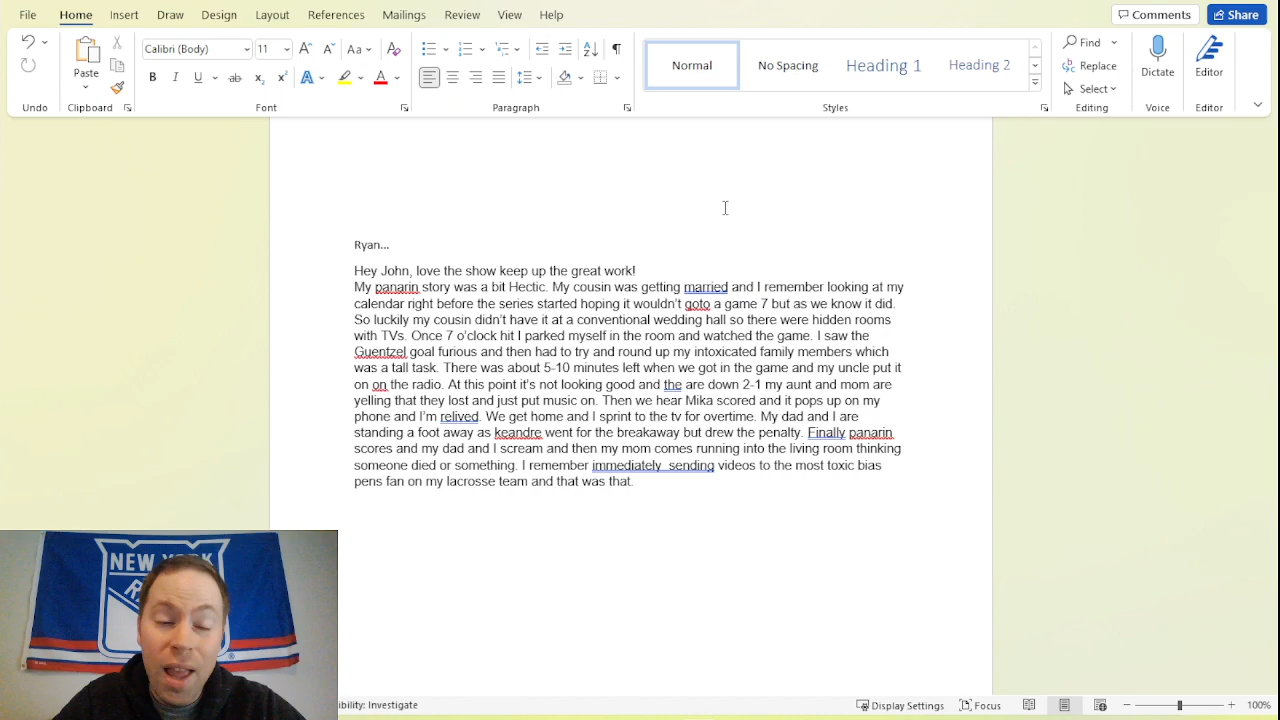 File Home Insert Draw Design Layout References Mailings Review View Help Comments Share
Calibri (Body) 11 Aa A
Paste B I U ab x₂ x² A A Normal No Spacing Heading 1 Heading 2 Find Replace Select Dictate Editor
Undo Clipboard Font Paragraph Styles Editing Voice Editor
Ryan...
Hey John, love the show keep up the great work!
My panarin story was a bit Hectic. My cousin was getting married and I remember looking at my
calendar right before the series started hoping it wouldn't goto a game 7 but as we know it did.
So luckily my cousin didn't have it at a conventional wedding hall so there were hidden rooms
with TVs. Once 7 o'clock hit I parked myself in the room and watched the game. I saw the
Guentzel goal furious and then had to try and round up my intoxicated family members which
was a tall task. There was about 5-10 minutes left when we got in the game and my uncle put it
on on the radio. At this point it's not looking good and the are down 2-1 my aunt and mom are
yelling that they lost and just put music on. Then we hear Mika scored and it pops up on my
phone and I'm relived. We get home and I sprint to the tv for overtime. My dad and I are
standing a foot away as keandre went for the breakaway but drew the penalty. Finally panarin
scores and my dad and I scream and then my mom comes running into the living room thinking
someone died or something. I remember immediately  sending videos to the most toxic bias
pens fan on my lacrosse team and that was that.
NEW YORK
bility: Investigate Display Settings Focus 100%